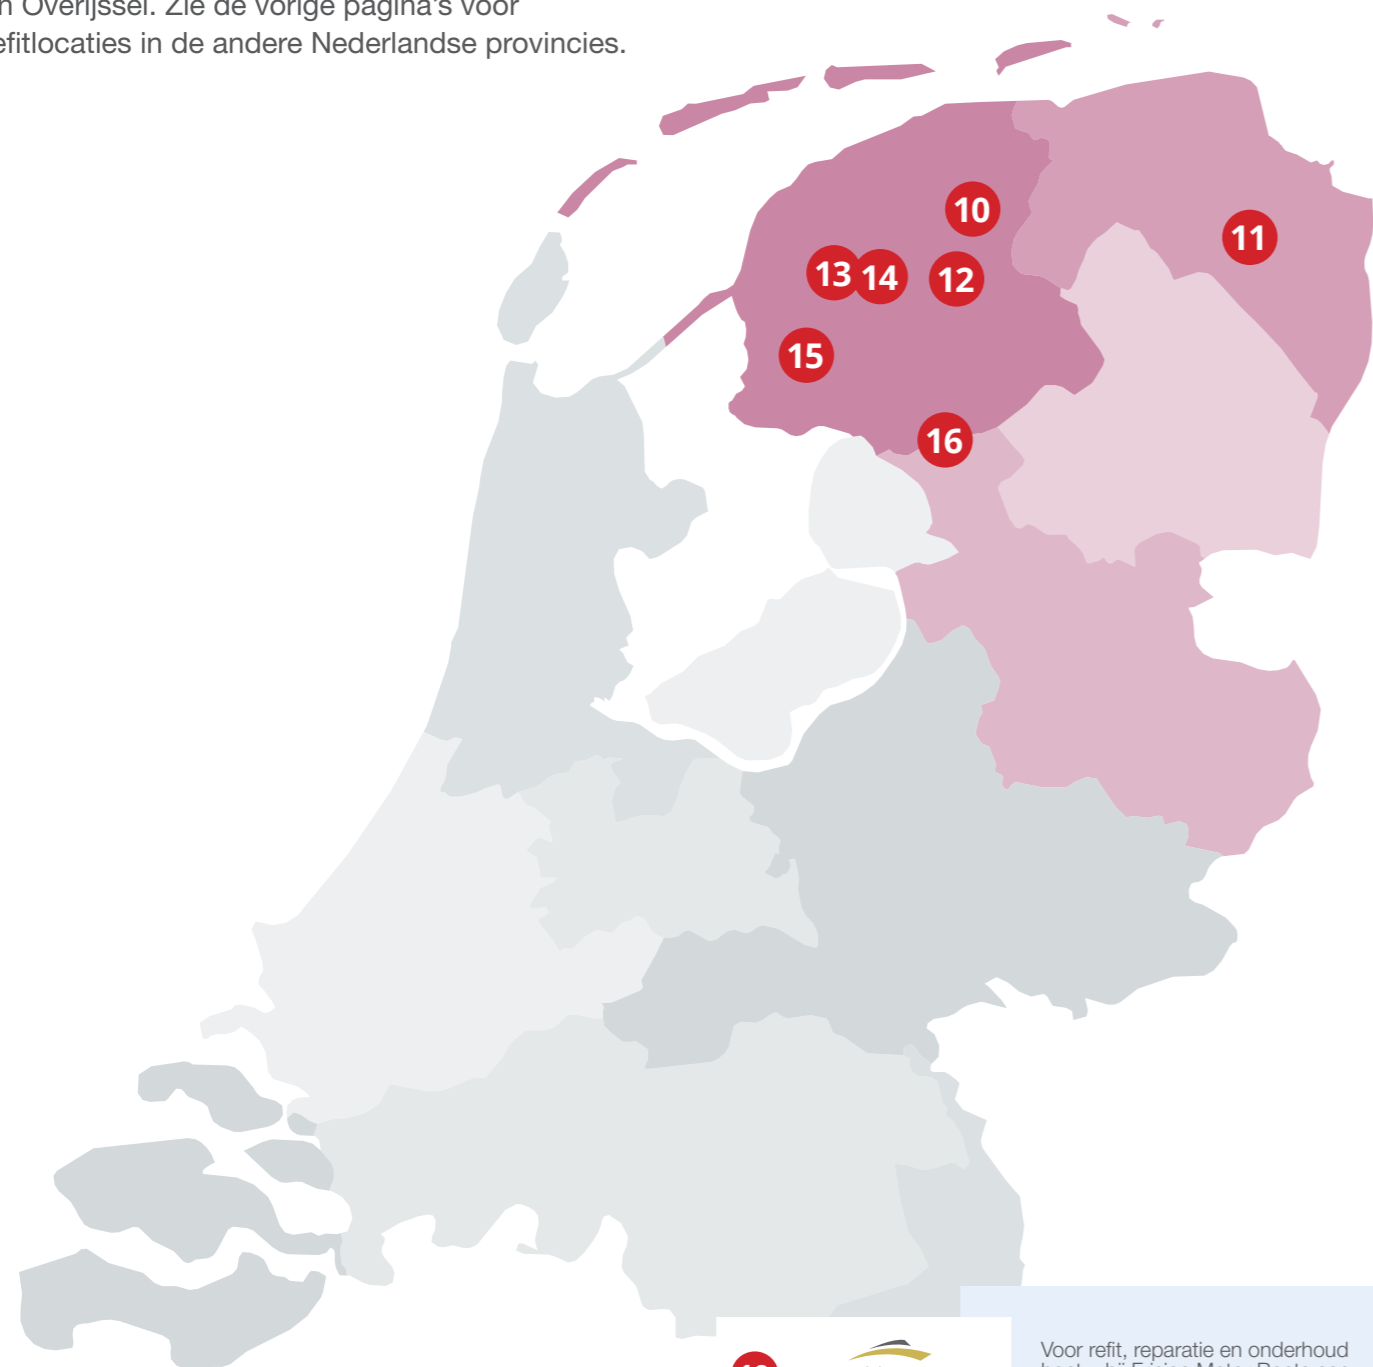 n Overijssel. Zie de vorige pagina's voor
efitlocaties in de andere Nederlandse provincies.
10
11
13 14 12
15
16
Voor refit, reparatie en onderhoud